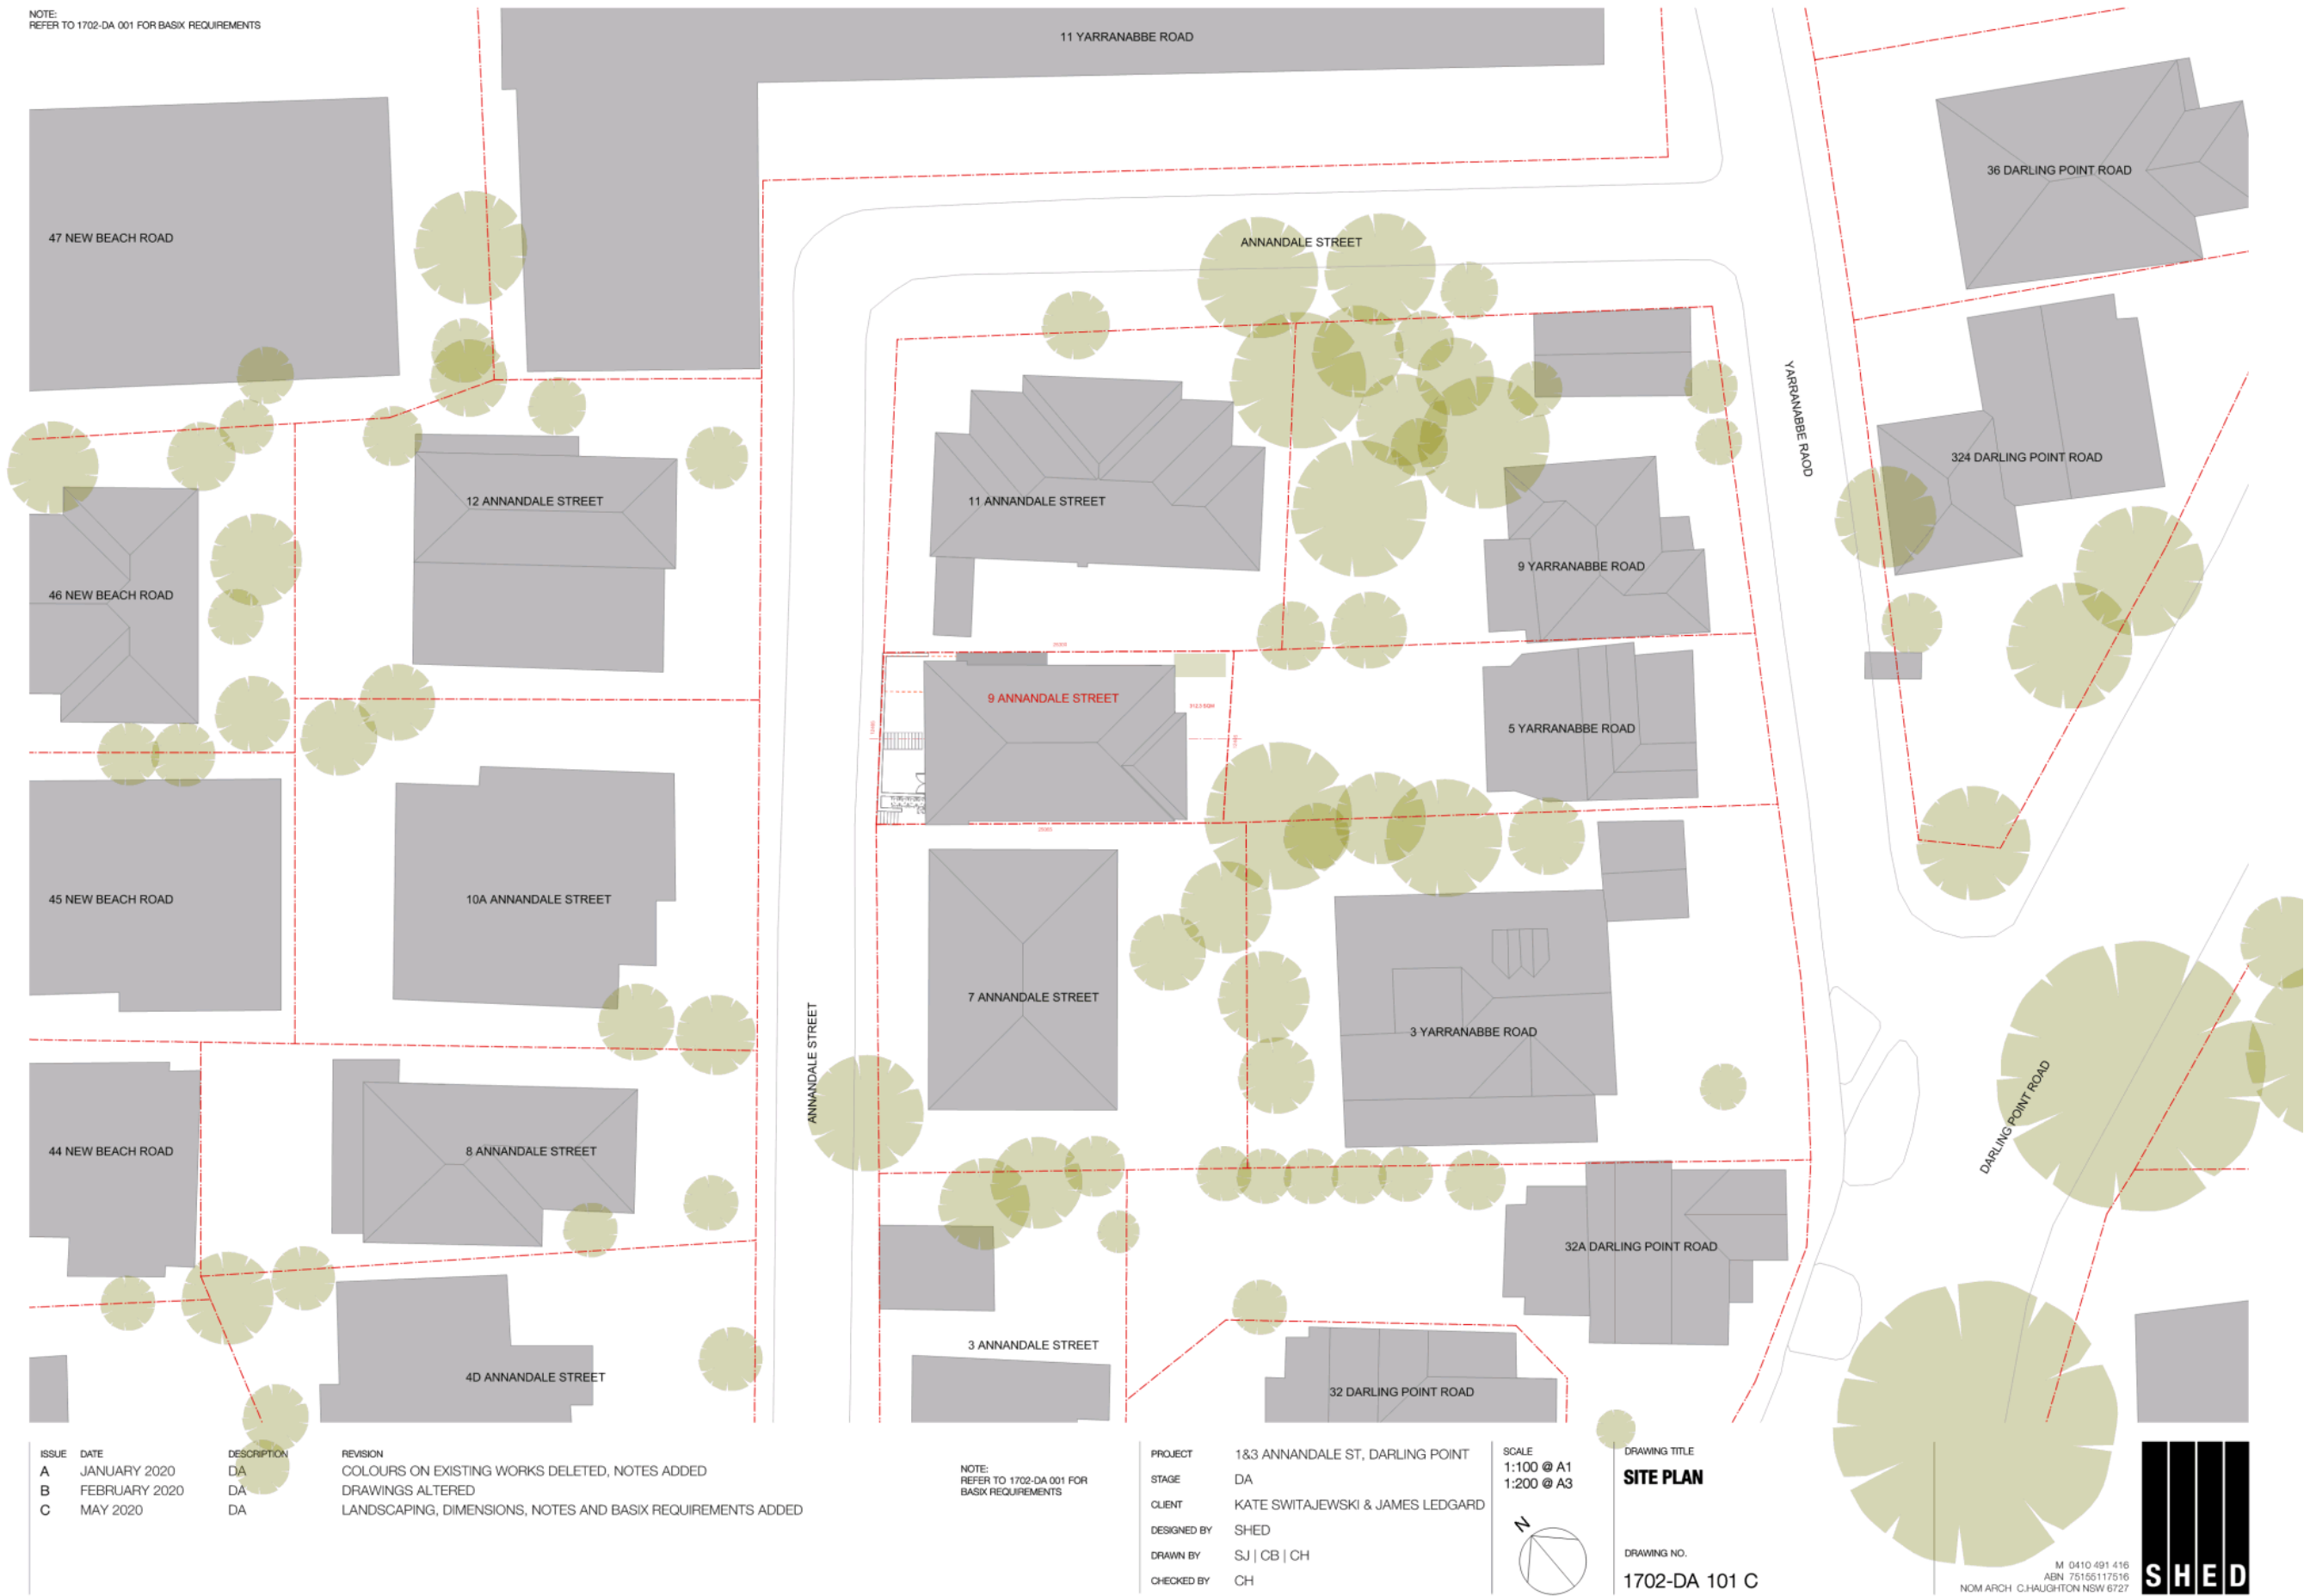 NOTE:
REFER TO 1702-DA 001 FOR BASIX REQUIREMENTS
11 YARRANABBE ROAD
36 DARLING POINT ROAD
47 NEW BEACH ROAD
ANNANDALE STREET
YARRANABBE RAOD
324 DARLING POINT ROAD
12 ANNANDALE STREET
11 ANNANDALE STREET
9 YARRANABBE ROAD
46 NEW BEACH ROAD
9 ANNANDALE STREET
5 YARRANABBE ROAD
45 NEW BEACH ROAD
10A ANNANDALE STREET
7 ANNANDALE STREET
3 YARRANABBE ROAD
ANNANDALE STREET
DARLING POINT ROAD
44 NEW BEACH ROAD
8 ANNANDALE STREET
32A DARLING POINT ROAD
3 ANNANDALE STREET
4D ANNANDALE STREET
32 DARLING POINT ROAD
ISSUE DATE DESCRIPTION REVISION
A JANUARY 2020 DA COLOURS ON EXISTING WORKS DELETED, NOTES ADDED
B FEBRUARY 2020 DA DRAWINGS ALTERED
C MAY 2020 DA LANDSCAPING, DIMENSIONS, NOTES AND BASIX REQUIREMENTS ADDED
NOTE:
REFER TO 1702-DA 001 FOR
BASIX REQUIREMENTS
PROJECT 1&3 ANNANDALE ST, DARLING POINT
STAGE DA
CLIENT KATE SWITAJEWSKI & JAMES LEDGARD
DESIGNED BY SHED
DRAWN BY SJ | CB | CH
CHECKED BY CH
SCALE
1:100 @ A1
1:200 @ A3
N
DRAWING TITLE
SITE PLAN
DRAWING NO.
1702-DA 101 C
M 0410 491 416
ABN 75155117516
NOM ARCH C.HAUGHTON NSW 6727
SHED